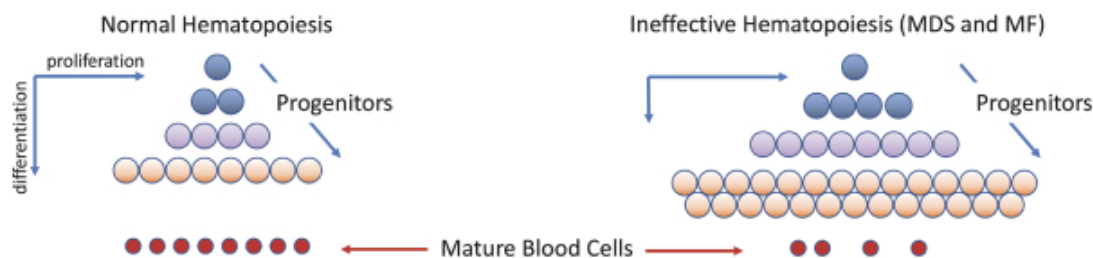 Normal Hematopoiesis
Ineffective Hematopoiesis (MDS and MF)
proliferation
differentiation
Progenitors
Progenitors
Mature Blood Cells